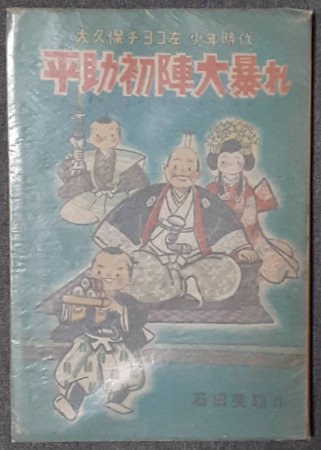 大久保チヨコ左 少年時代
平助初陣大暴れ
石田英助作